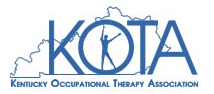 KOTA
KENTUCKY OCCUPATIONAL THERAPY ASSOCIATION